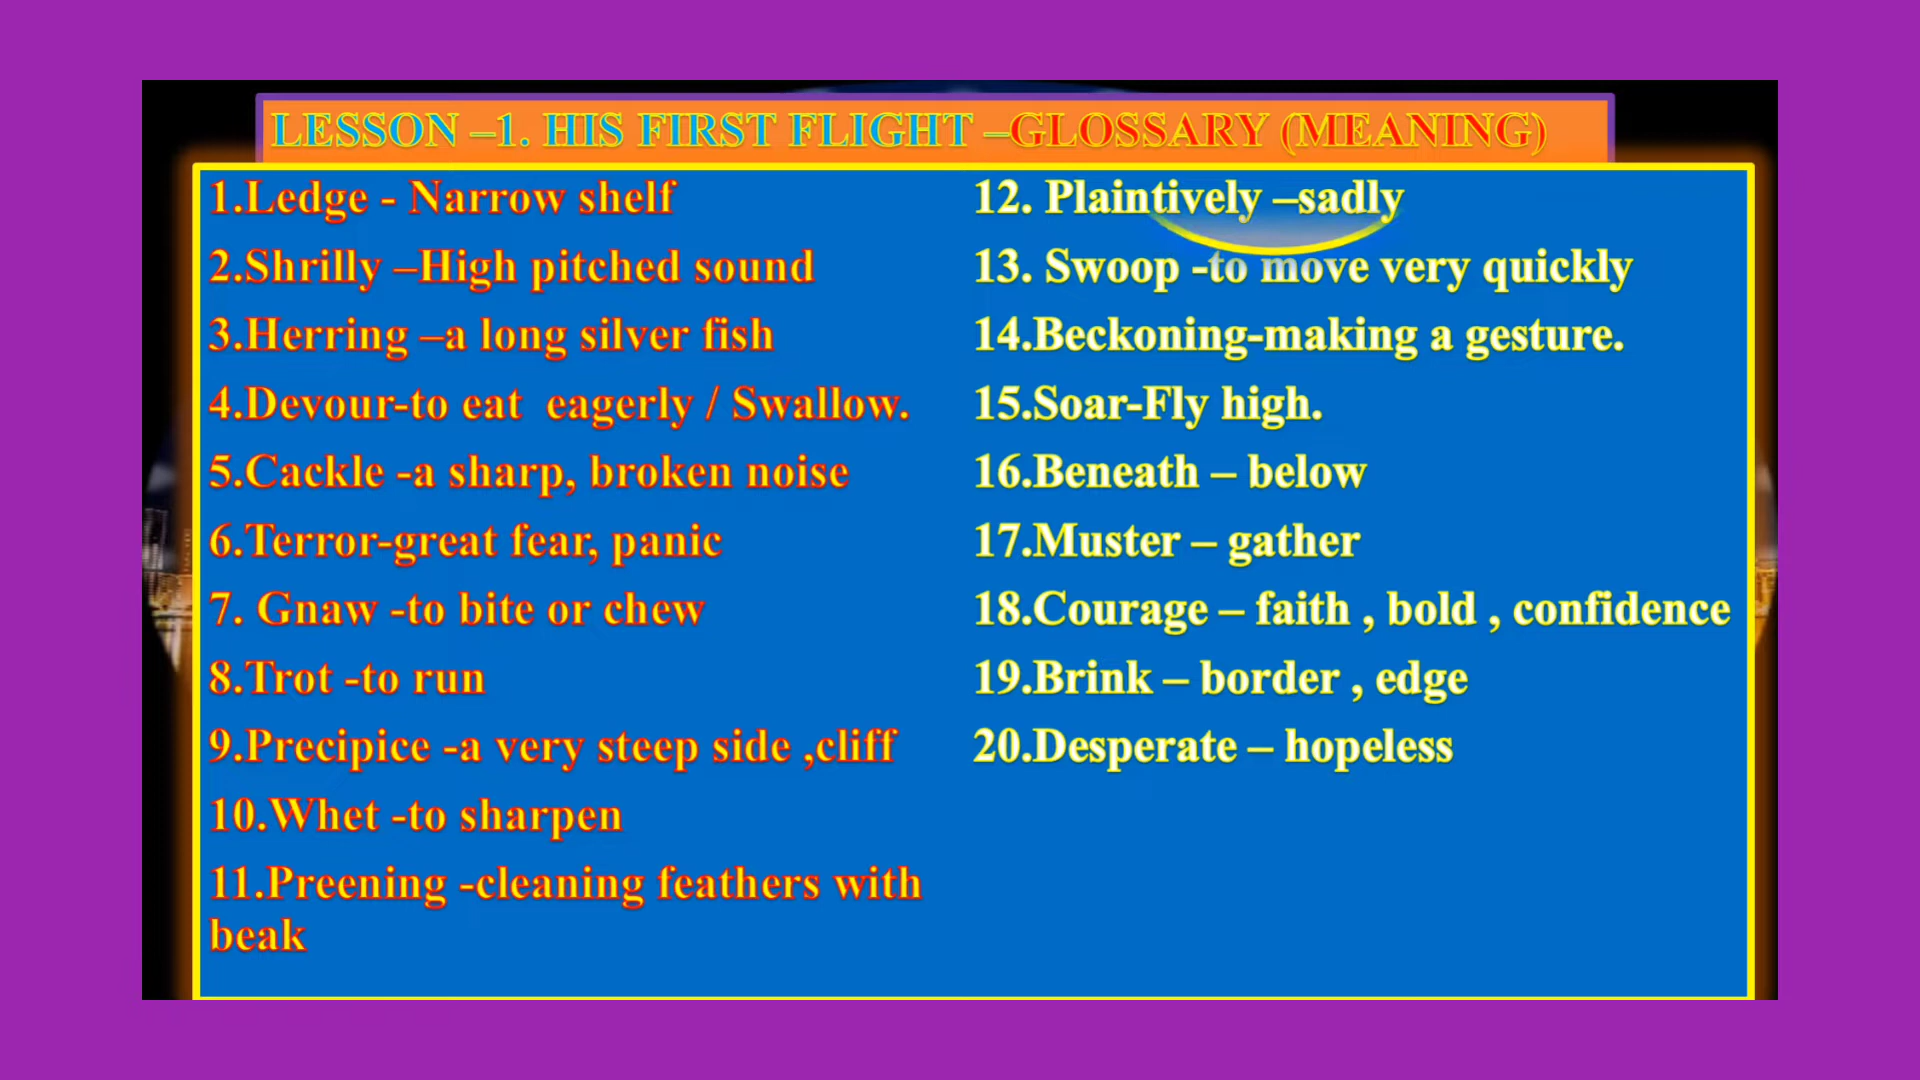 LESSON –1. HIS FIRST FLIGHT –GLOSSARY (MEANING)
1.Ledge - Narrow shelf
2.Shrilly –High pitched sound
3.Herring –a long silver fish
4.Devour-to eat  eagerly / Swallow.
5.Cackle -a sharp, broken noise
6.Terror-great fear, panic
7. Gnaw -to bite or chew
8.Trot -to run
9.Precipice -a very steep side ,cliff
10.Whet -to sharpen
11.Preening -cleaning feathers with
beak
12. Plaintively –sadly
13. Swoop -to move very quickly
14.Beckoning-making a gesture.
15.Soar-Fly high.
16.Beneath – below
17.Muster – gather
18.Courage – faith , bold , confidence
19.Brink – border , edge
20.Desperate – hopeless